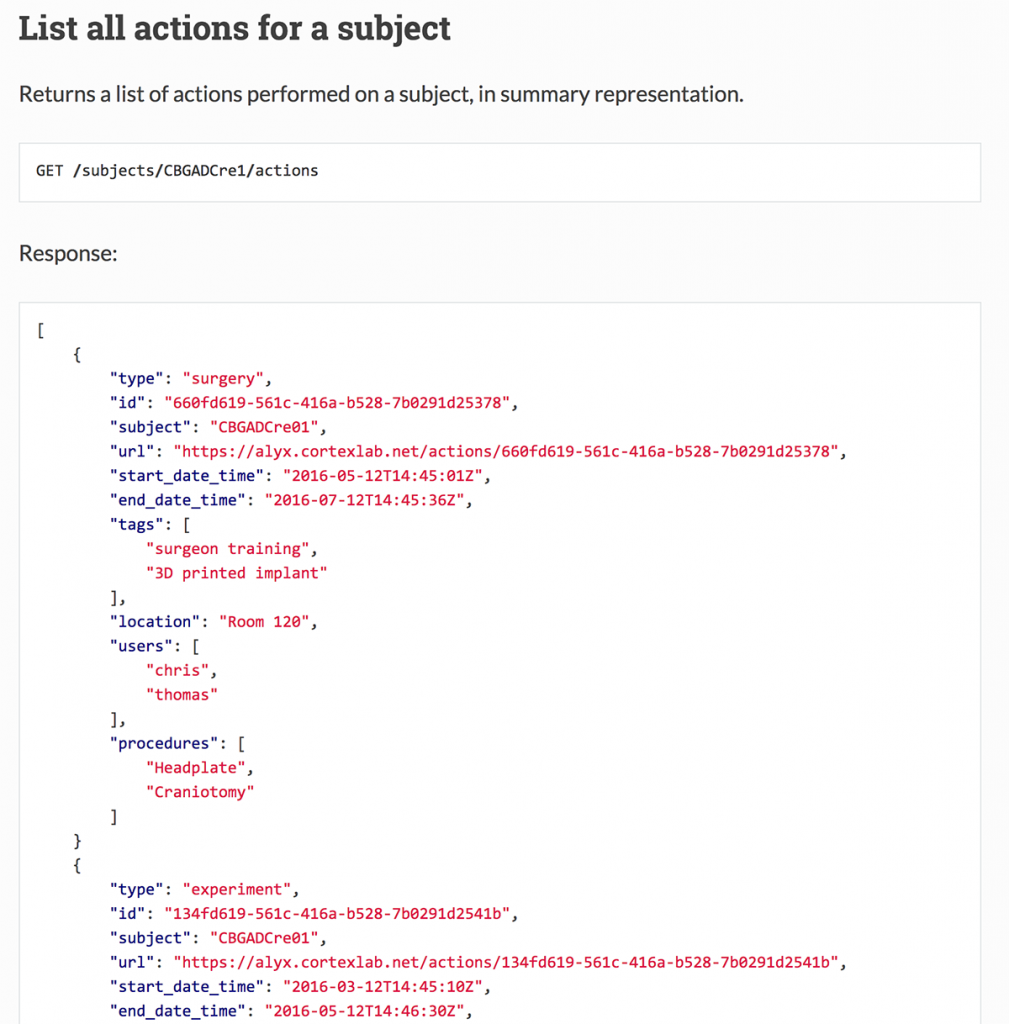 List all actions for a subject
Returns a list of actions performed on a subject, in summary representation.
GET /subjects/CBGADCre1/actions
Response:
[
    {
        "type": "surgery",
        "id": "660fd619-561c-416a-b528-7b0291d25378",
        "subject": "CBGADCre01",
        "url": "https://alyx.cortexlab.net/actions/660fd619-561c-416a-b528-7b0291d25378",
        "start_date_time": "2016-05-12T14:45:01Z",
        "end_date_time": "2016-07-12T14:45:36Z",
        "tags": [
            "surgeon training",
            "3D printed implant"
        ],
        "location": "Room 120",
        "users": [
            "chris",
            "thomas"
        ],
        "procedures": [
            "Headplate",
            "Craniotomy"
        ]
    }
    {
        "type": "experiment",
        "id": "134fd619-561c-416a-b528-7b0291d2541b",
        "subject": "CBGADCre01",
        "url": "https://alyx.cortexlab.net/actions/134fd619-561c-416a-b528-7b0291d2541b",
        "start_date_time": "2016-03-12T14:45:10Z",
        "end_date_time": "2016-05-12T14:46:30Z",